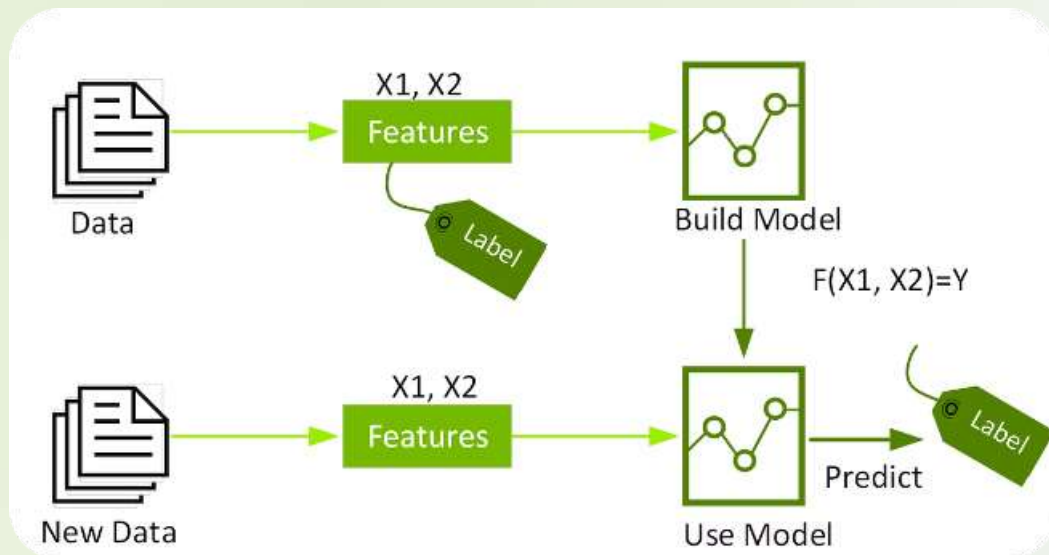 X1, X2
Features
Label
Data
Build Model
F(X1, X2)=Y
X1, X2
Features
Label
Predict
New Data
Use Model